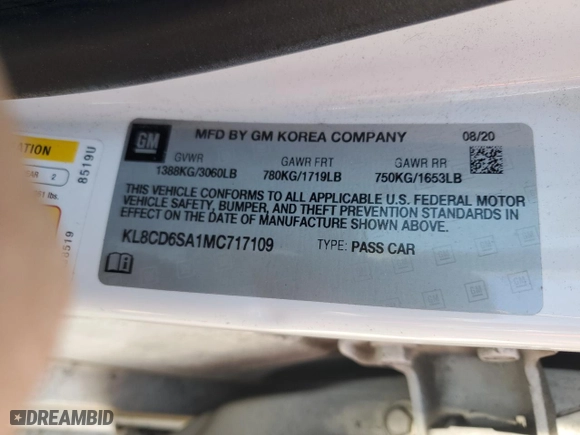 GM
MFD BY GM KOREA COMPANY 08/20
GVWR GAWR FRT GAWR RR
1388KG/3060LB 780KG/1719LB 750KG/1653LB
THIS VEHICLE CONFORMS TO ALL APPLICABLE U.S. FEDERAL MOTOR
VEHICLE SAFETY, BUMPER, AND THEFT PREVENTION STANDARDS IN
EFFECT ON THE DATE OF MANUFACTURE SHOWN ABOVE.
KL8CD6SA1MC717109 TYPE: PASS CAR
2
lbs.
8519U
DREAMBID